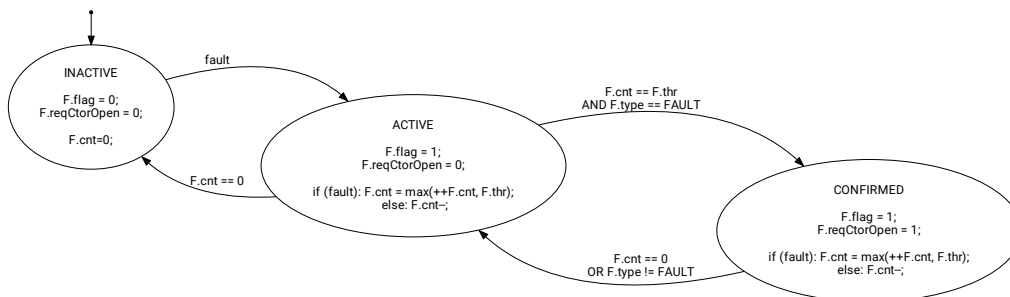 INACTIVE
F.flag = 0;
F.reqCtorOpen = 0;
F.cnt=0;
fault
F.cnt == 0
ACTIVE
F.flag = 1;
F.reqCtorOpen = 0;
if (fault): F.cnt = max(++F.cnt, F.thr);
else: F.cnt--;
F.cnt == F.thr
AND F.type == FAULT
F.cnt == 0
OR F.type != FAULT
CONFIRMED
F.flag = 1;
F.reqCtorOpen = 1;
if (fault): F.cnt = max(++F.cnt, F.thr);
else: F.cnt--;